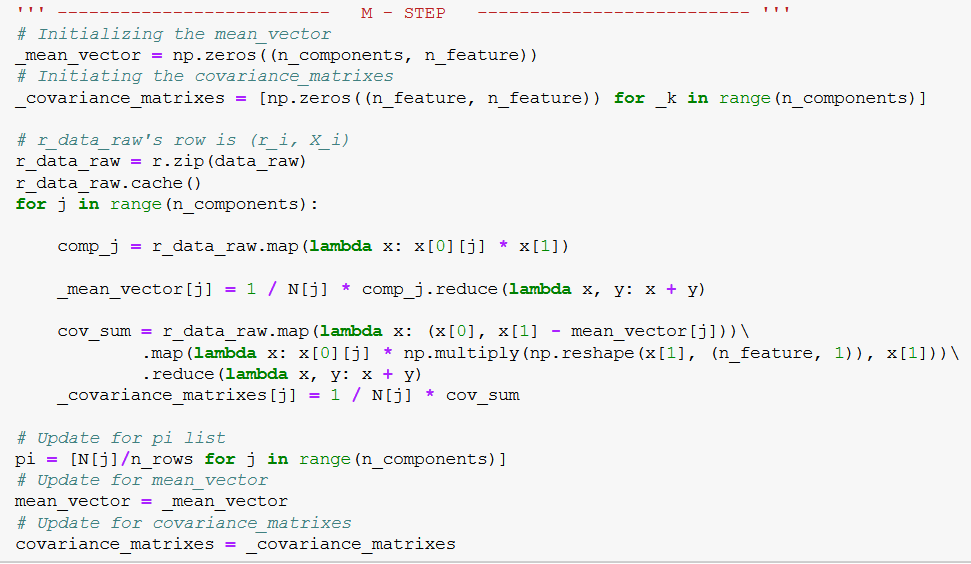 ''' -------------------------- M - STEP -------------------------- '''
# Initializing the mean_vector
_mean_vector = np.zeros((n_components, n_feature))
# Initiating the covariance_matrixes
_covariance_matrixes = [np.zeros((n_feature, n_feature)) for _k in range(n_components)]
# r_data_raw's row is (r_i, X_i)
r_data_raw = r.zip(data_raw)
r_data_raw.cache()
for j in range(n_components):
    comp_j = r_data_raw.map(lambda x: x[0][j] * x[1])
    _mean_vector[j] = 1 / N[j] * comp_j.reduce(lambda x, y: x + y)
    cov_sum = r_data_raw.map(lambda x: (x[0], x[1] - mean_vector[j]))\
            .map(lambda x: x[0][j] * np.multiply(np.reshape(x[1], (n_feature, 1)), x[1]))\
            .reduce(lambda x, y: x + y)
    _covariance_matrixes[j] = 1 / N[j] * cov_sum
# Update for pi list
pi = [N[j]/n_rows for j in range(n_components)]
# Update for mean_vector
mean_vector = _mean_vector
# Update for covariance_matrixes
covariance_matrixes = _covariance_matrixes